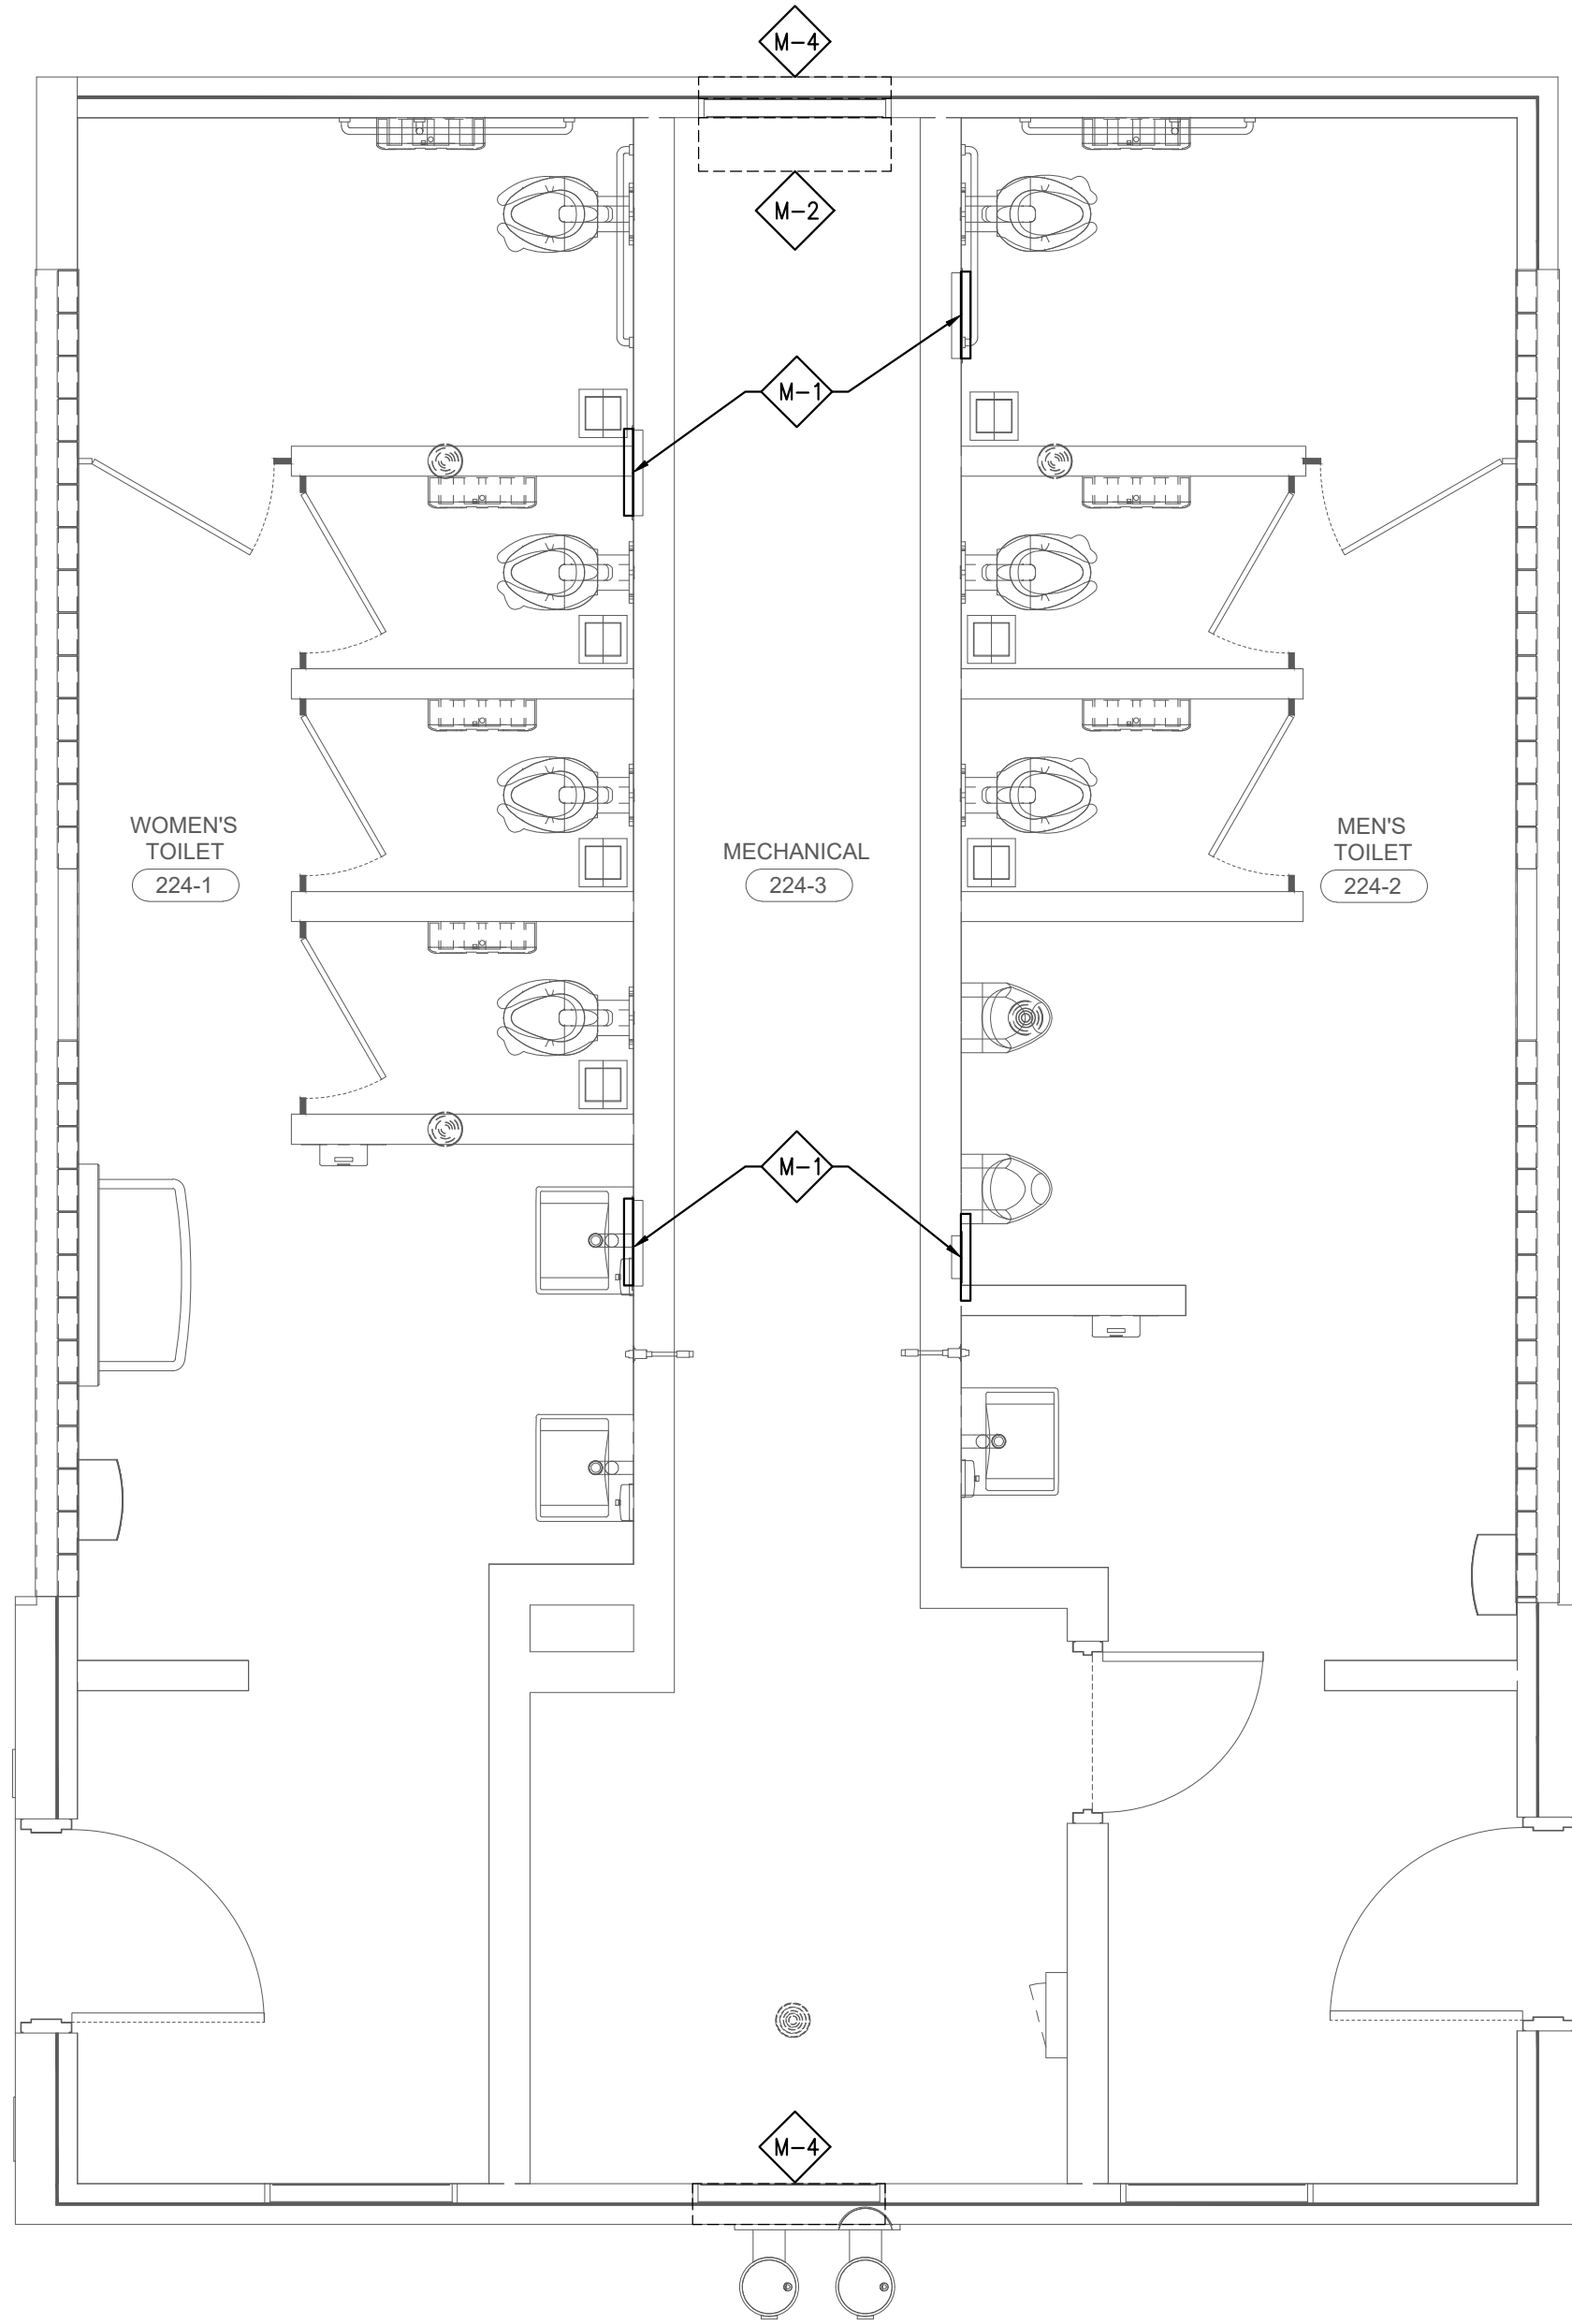 M-4
M-2
M-1
WOMEN'S
TOILET
224-1
MECHANICAL
224-3
MEN'S
TOILET
224-2
M-1
M-4